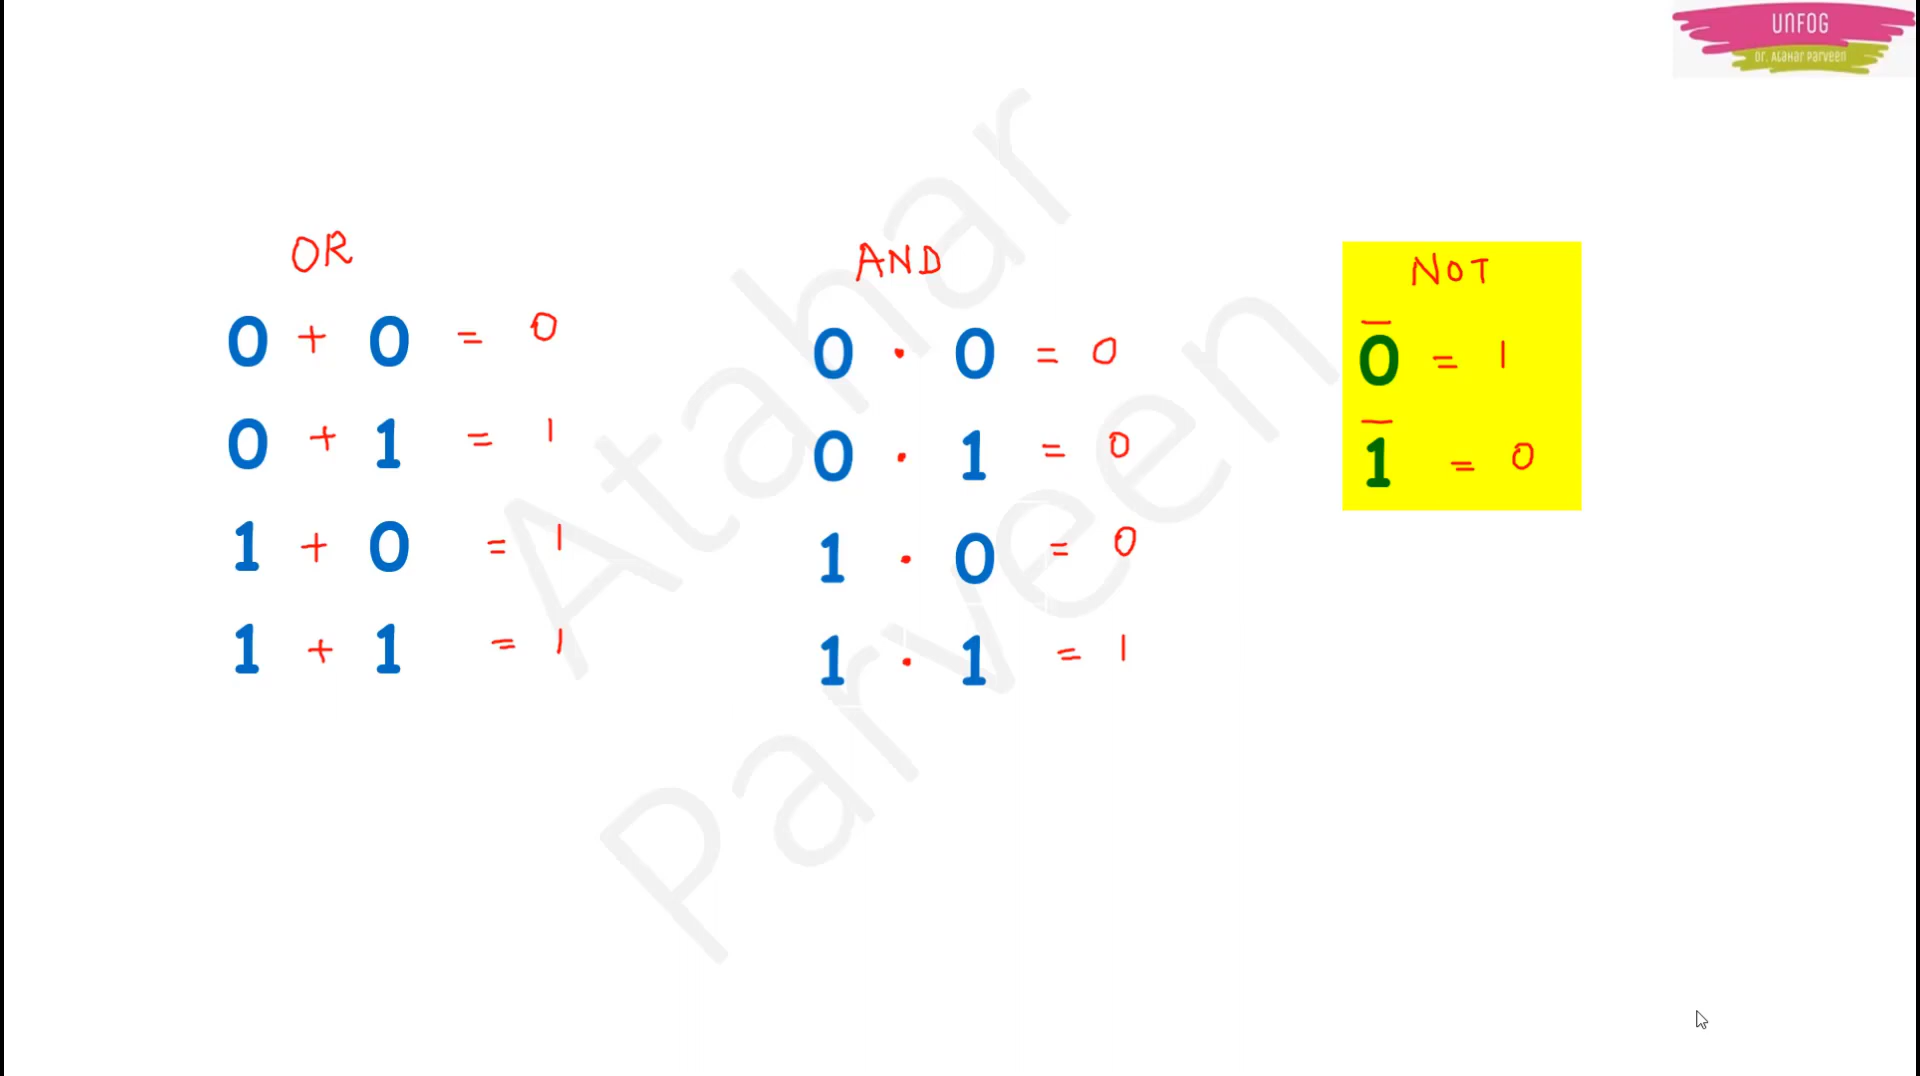 UNFOG
Dr. Atahar Parveen
OR
0 + 0 = 0
0 + 1 = 1
1 + 0 = 1
1 + 1 = 1
AND
0 . 0 = 0
0 . 1 = 0
1 . 0 = 0
1 . 1 = 1
NOT
0̅ = 1
1̅ = 0
Atahar
Parveen